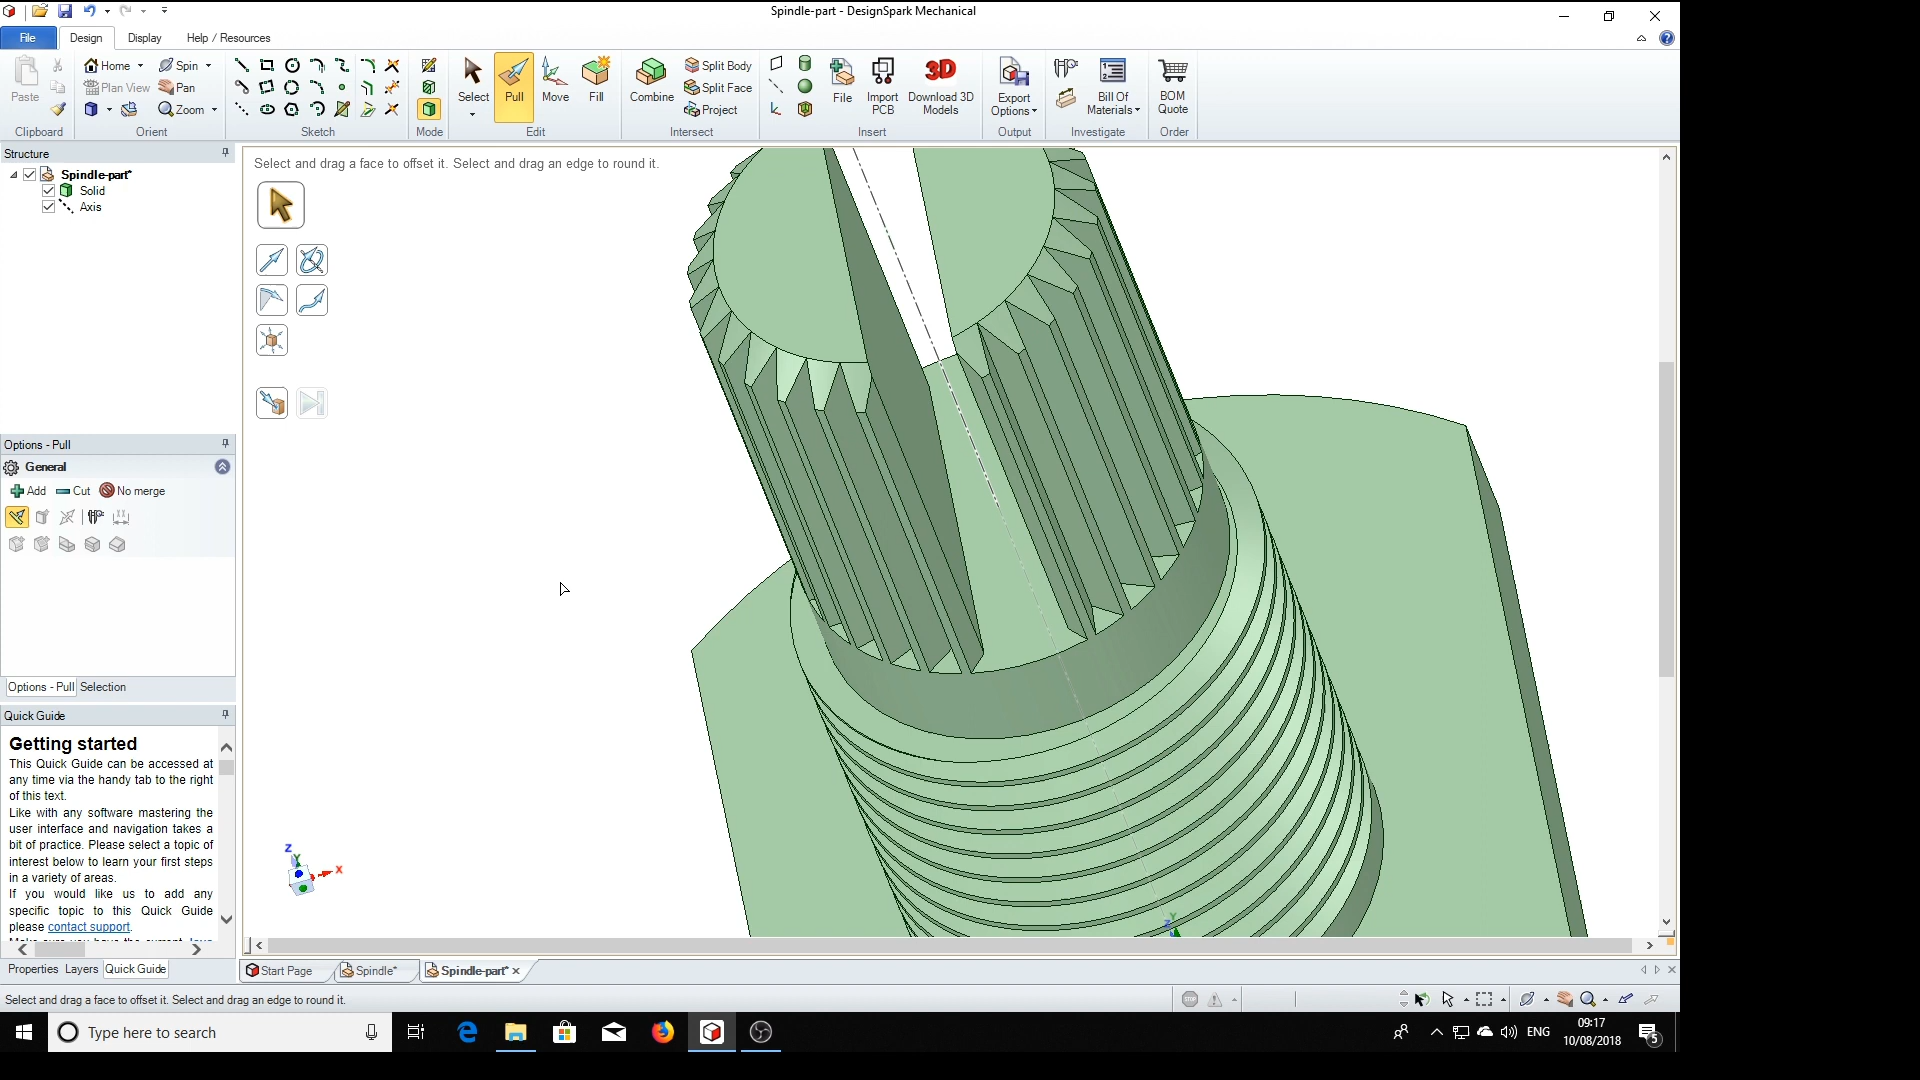 Spindle-part - DesignSpark Mechanical
File Design Display Help / Resources
Paste
Home Spin
Plan View Pan
Zoom
Select Pull Move Fill
Combine
Split Body
Split Face
Project
File
Import PCB
3D
Download 3D Models
Export Options
Bill Of Materials
BOM Quote
Clipboard Orient Sketch Mode Edit Intersect Insert Output Investigate Order
Structure
Spindle-part*
Solid
Axis
Select and drag a face to offset it. Select and drag an edge to round it.
Options - Pull
General
Add Cut No merge
Options - Pull Selection
Quick Guide
Getting started
This Quick Guide can be accessed at
any time via the handy tab to the right
of this text.
Like with any software mastering the
user interface and navigation takes a
bit of practice. Please select a topic of
interest below to learn your first steps
in a variety of areas.
If you would like us to add any
specific topic to this Quick Guide
please contact support.
Z
Y
X
Z Y
Properties Layers Quick Guide
Start Page Spindle* Spindle-part*
Select and drag a face to offset it. Select and drag an edge to round it.
STOP
Type here to search
ENG
09:17
10/08/2018
5